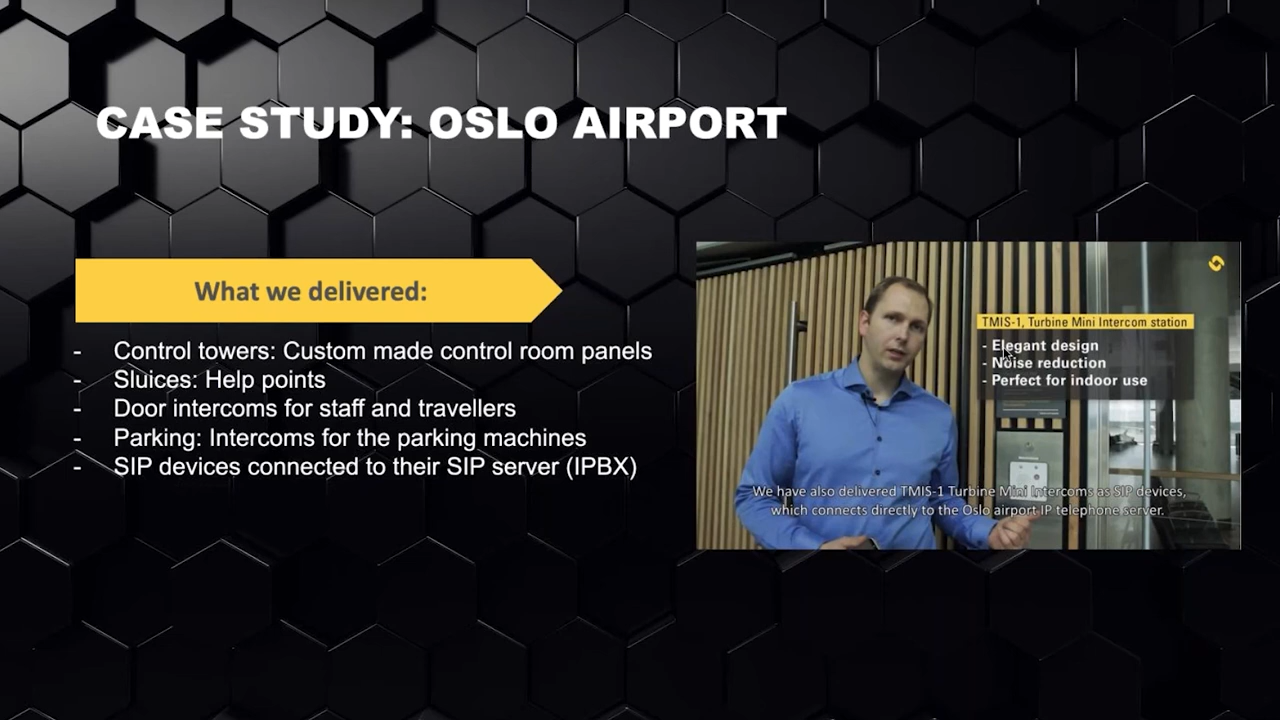 CASE STUDY: OSLO AIRPORT
What we delivered:
- Control towers: Custom made control room panels
- Sluices: Help points
- Door intercoms for staff and travellers
- Parking: Intercoms for the parking machines
- SIP devices connected to their SIP server (IPBX)
TMIS-1, Turbine Mini Intercom station
- Elegant design
- Noise reduction
- Perfect for indoor use
We have also delivered TMIS-1 Turbine Mini Intercoms as SIP devices,
which connects directly to the Oslo airport IP telephone server.